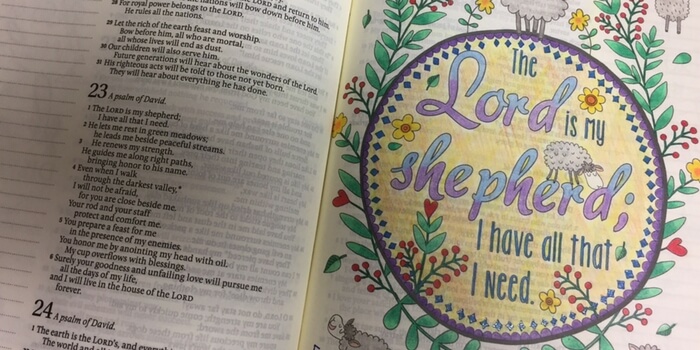 LORD and return to him.
nations will bow down before him.
28 For royal power belongs to the LORD.
He rules all the nations.
29 Let the rich of the earth feast and worship.
Bow before him, all who are mortal,
all whose lives will end as dust.
30 Our children will also serve him.
Future generations will hear about the wonders of the Lord.
31 His righteous acts will be told to those not yet born.
They will hear about everything he has done.
23 A psalm of David.
1 The LORD is my shepherd;
I have all that I need.
2 He lets me rest in green meadows;
he leads me beside peaceful streams.
3 He renews my strength.
He guides me along right paths,
bringing honor to his name.
4 Even when I walk
through the darkest valley,*
I will not be afraid,
for you are close beside me.
Your rod and your staff
protect and comfort me.
5 You prepare a feast for me
in the presence of my enemies.
You honor me by anointing my head with oil.
My cup overflows with blessings.
6 Surely your goodness and unfailing love will pursue me
all the days of my life,
and I will live in the house of the LORD
forever.
24 A psalm of David.
1 The earth is the LORD's, and everything
The world and all
The
Lord is my
shepherd;
I have all that
I need.